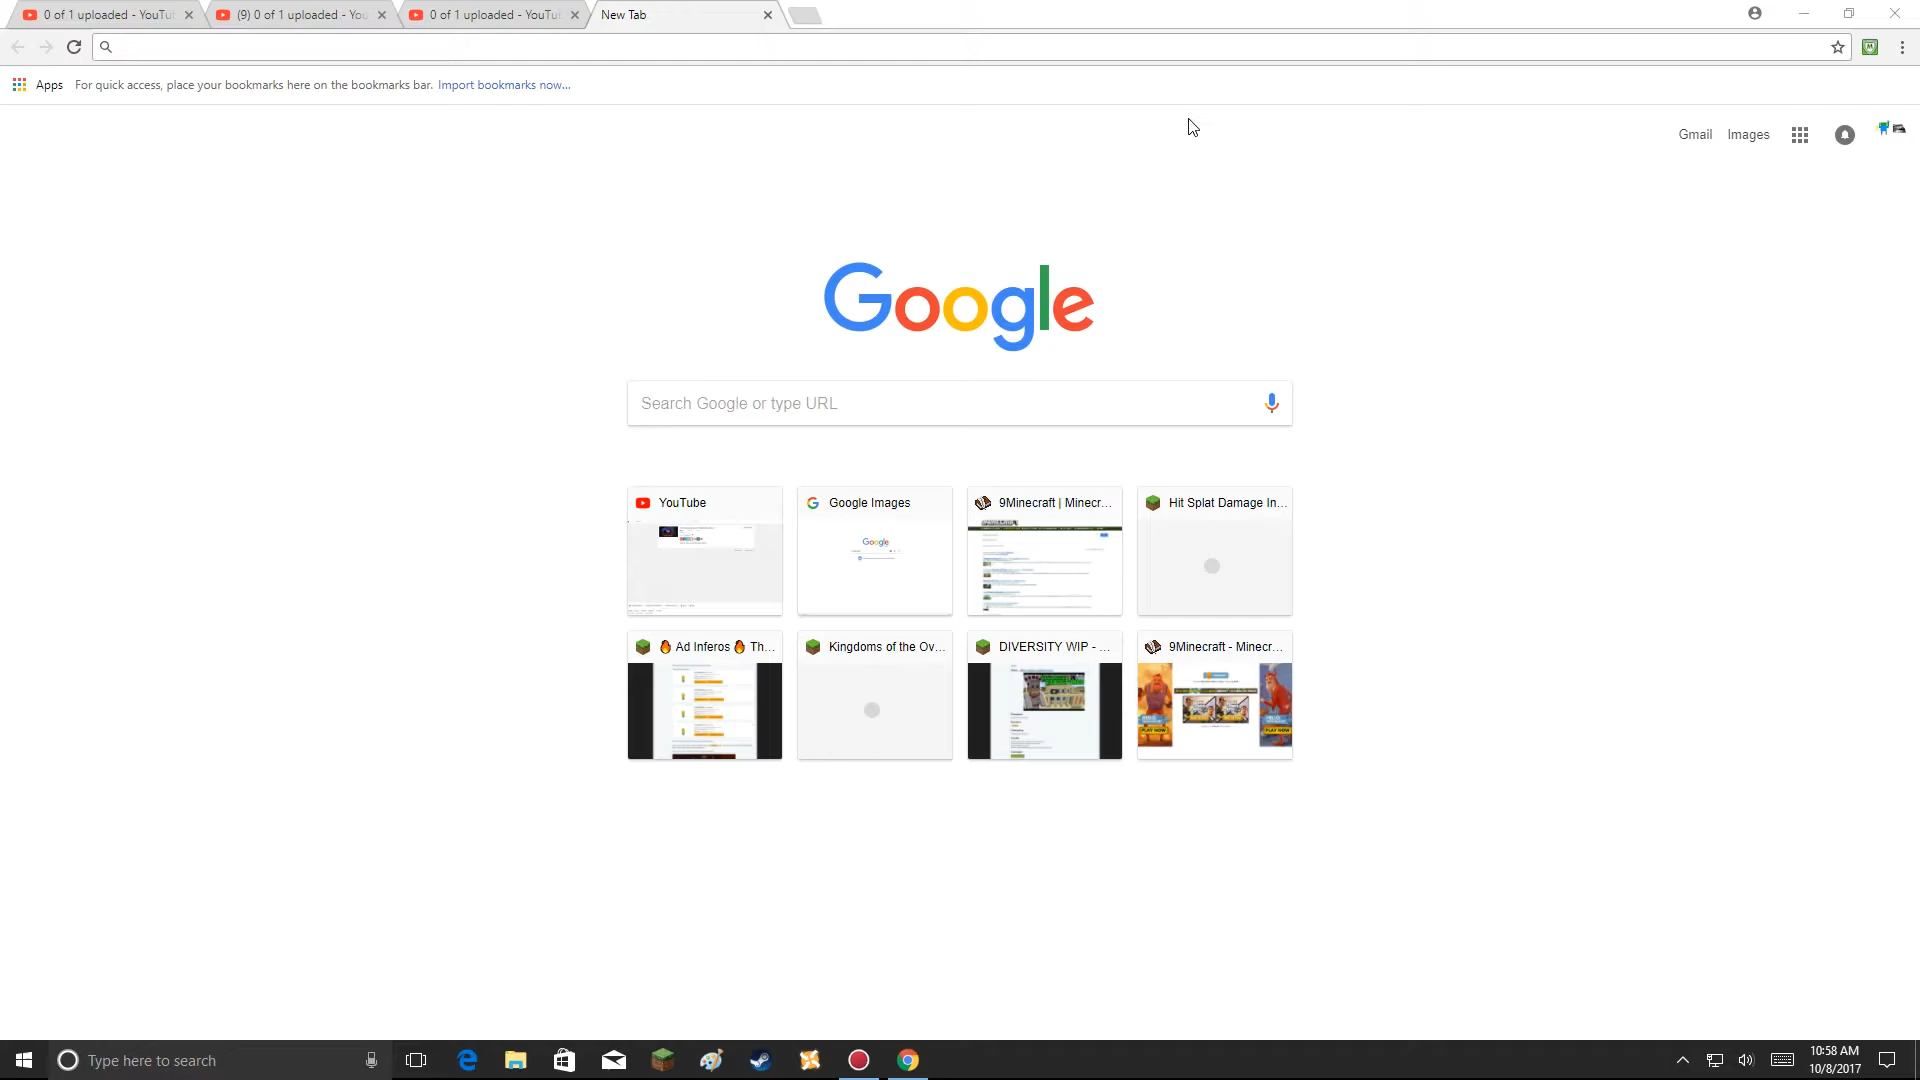 0 of 1 uploaded - YouTu
(9) 0 of 1 uploaded - You
0 of 1 uploaded - YouTu
New Tab
Apps
For quick access, place your bookmarks here on the bookmarks bar. Import bookmarks now...
Gmail
Images
Google
Search Google or type URL
YouTube
Google Images
9Minecraft | Minecr...
Hit Splat Damage In...
Ad Inferos
Th...
Kingdoms of the Ov...
DIVERSITY WIP - ...
9Minecraft - Minecr...
Type here to search
10:58 AM
10/8/2017